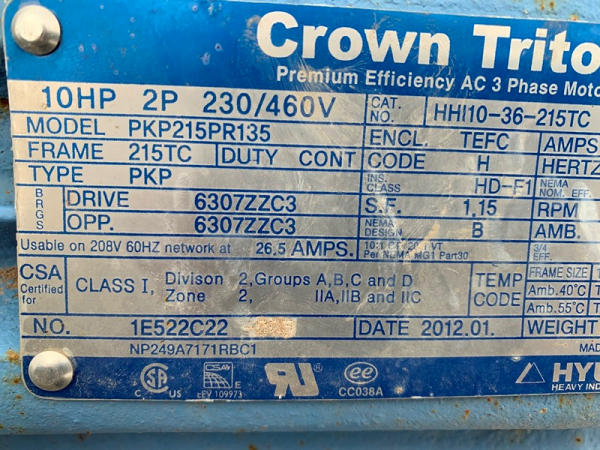 Crown Trito
Premium Efficiency AC 3 Phase Moto
10HP 2P 230/460V CAT. NO. HHI10-36-215TC
MODEL PKP215PR135 ENCL. TEFC AMPS
FRAME 215TC DUTY CONT CODE H HERTZ
TYPE PKP INS. CLASS HD-F1 NEMA NOM. EFF.
BRGS DRIVE 6307ZZC3 S.F. 1.15 RPM
OPP. 6307ZZC3 NEMA DESIGN B AMB.
Usable on 208V 60HZ network at 26.5 AMPS. Per NEMA MG1 Part30 3/4 EFF.
CSA Certified for CLASS I, Divison 2, Groups A,B,C and D TEMP CODE FRAME SIZE
Zone 2, IIA,IIB and IIC Amb.40°C
Amb.55°C
NO. 1E522C22 DATE 2012.01. WEIGHT
NP249A7171RBC1 MAD
CSA C US
CSA E
EEV 109973
RU
ee
CC038A
HYU
HEAVY IND